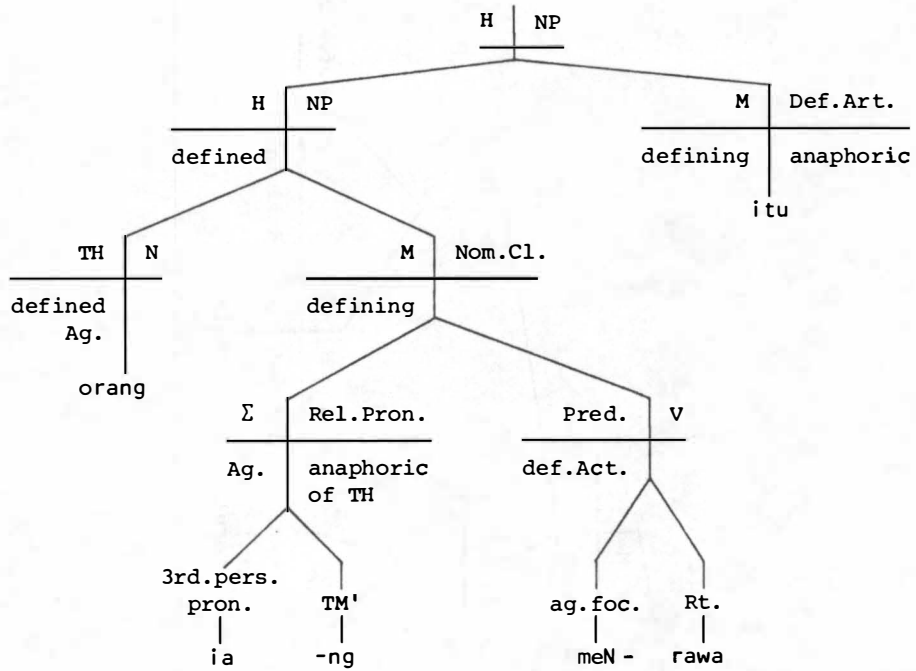 H NP
H NP
M Def.Art.
defined
defining anaphoric
itu
TH N
M Nom.Cl.
defined
Ag.
defining
orang
Σ Rel.Pron.
Pred. V
Ag. anaphoric
of TH
def.Act.
3rd.pers.
pron.
TM'
ag.foc.
Rt.
ia
-ng
meN-
rawa